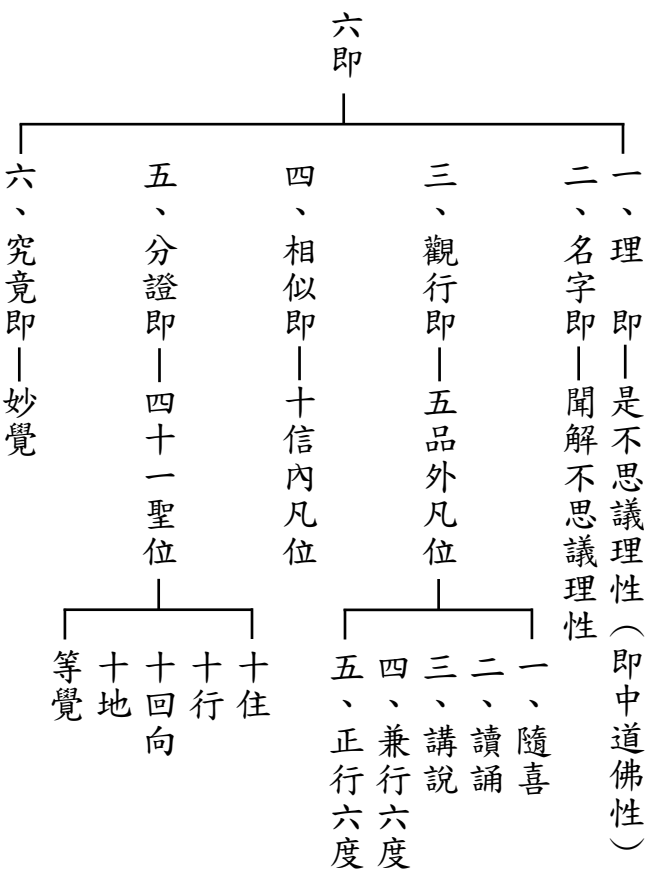 六即
一、理　即—是不思議理性（即中道佛性）
二、名字即—聞解不思議理性
三、觀行即—五品外凡位
一、隨喜
二、讀誦
三、講說
四、兼行六度
五、正行六度
四、相似即—十信內凡位
五、分證即—四十一聖位
十住
十行
十回向
十地
等覺
六、究竟即—妙覺